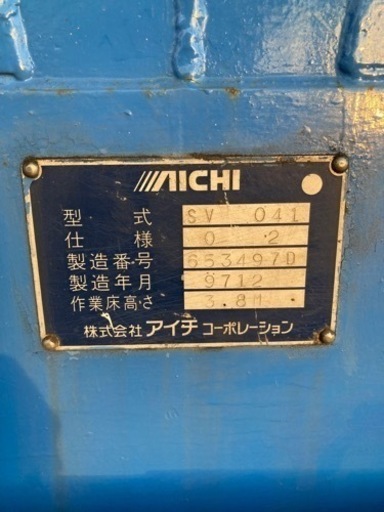 AICHI
型式 SV 041
仕様 0 2
製造番号 653497D
製造年月 9712
作業床高さ 3.8M
株式会社アイチコーポレーション